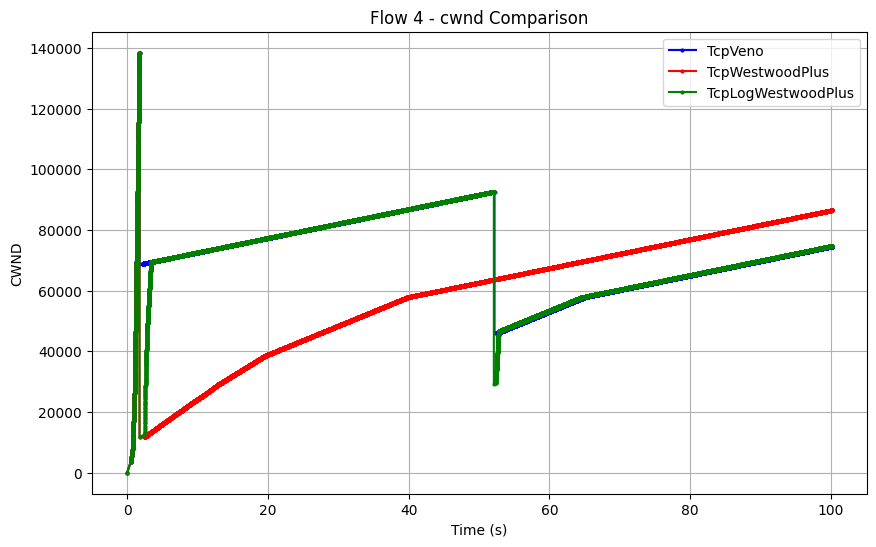 Flow 4 - cwnd Comparison
TcpVeno
TcpWestwoodPlus
TcpLogWestwoodPlus
CWND
140000
120000
100000
80000
60000
40000
20000
0
0 20 40 60 80 100
Time (s)